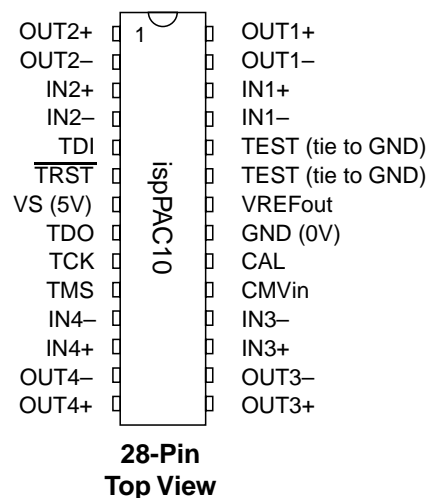 OUT2+ 1 OUT1+
OUT2– OUT1–
IN2+ IN1+
IN2– IN1–
TDI TEST (tie to GND)
TRST TEST (tie to GND)
VS (5V) VREFout
TDO GND (0V)
TCK CAL
TMS CMVin
IN4– IN3–
IN4+ IN3+
OUT4– OUT3–
OUT4+ OUT3+
ispPAC10
28-Pin
Top View